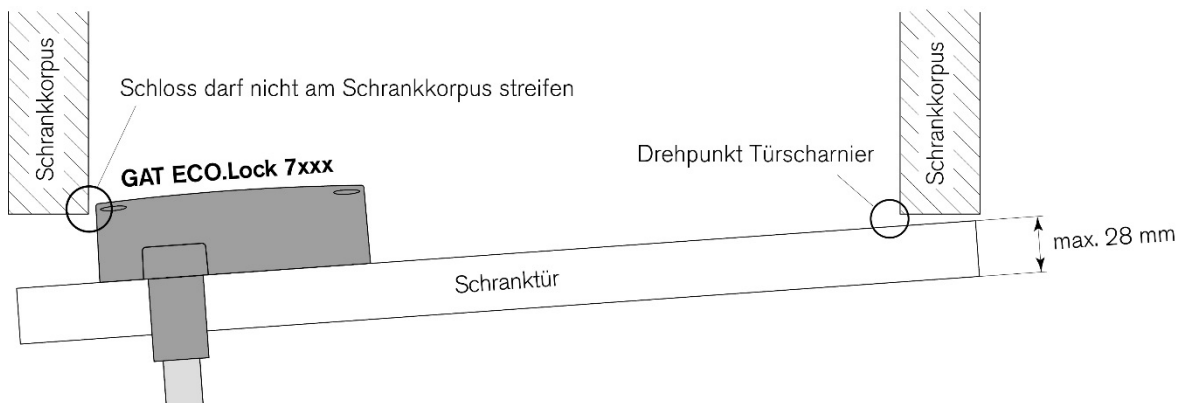 Schrankkorpus
Schrankkorpus
Schloss darf nicht am Schrankkorpus streifen
GAT ECO.Lock 7xxx
Drehpunkt Türscharnier
max. 28 mm
Schranktür